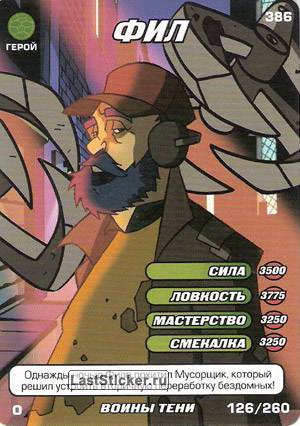 ФИЛ
386
ГЕРОЙ
СИЛА 3500
ЛОВКОСТЬ 3775
МАСТЕРСТВО 3250
СМЕКАЛКА 3250
Однажды Мусорщик, который
решил переработку бездомных!
LastSticker.ru
0 ВОИНЫ ТЕНИ 126/260